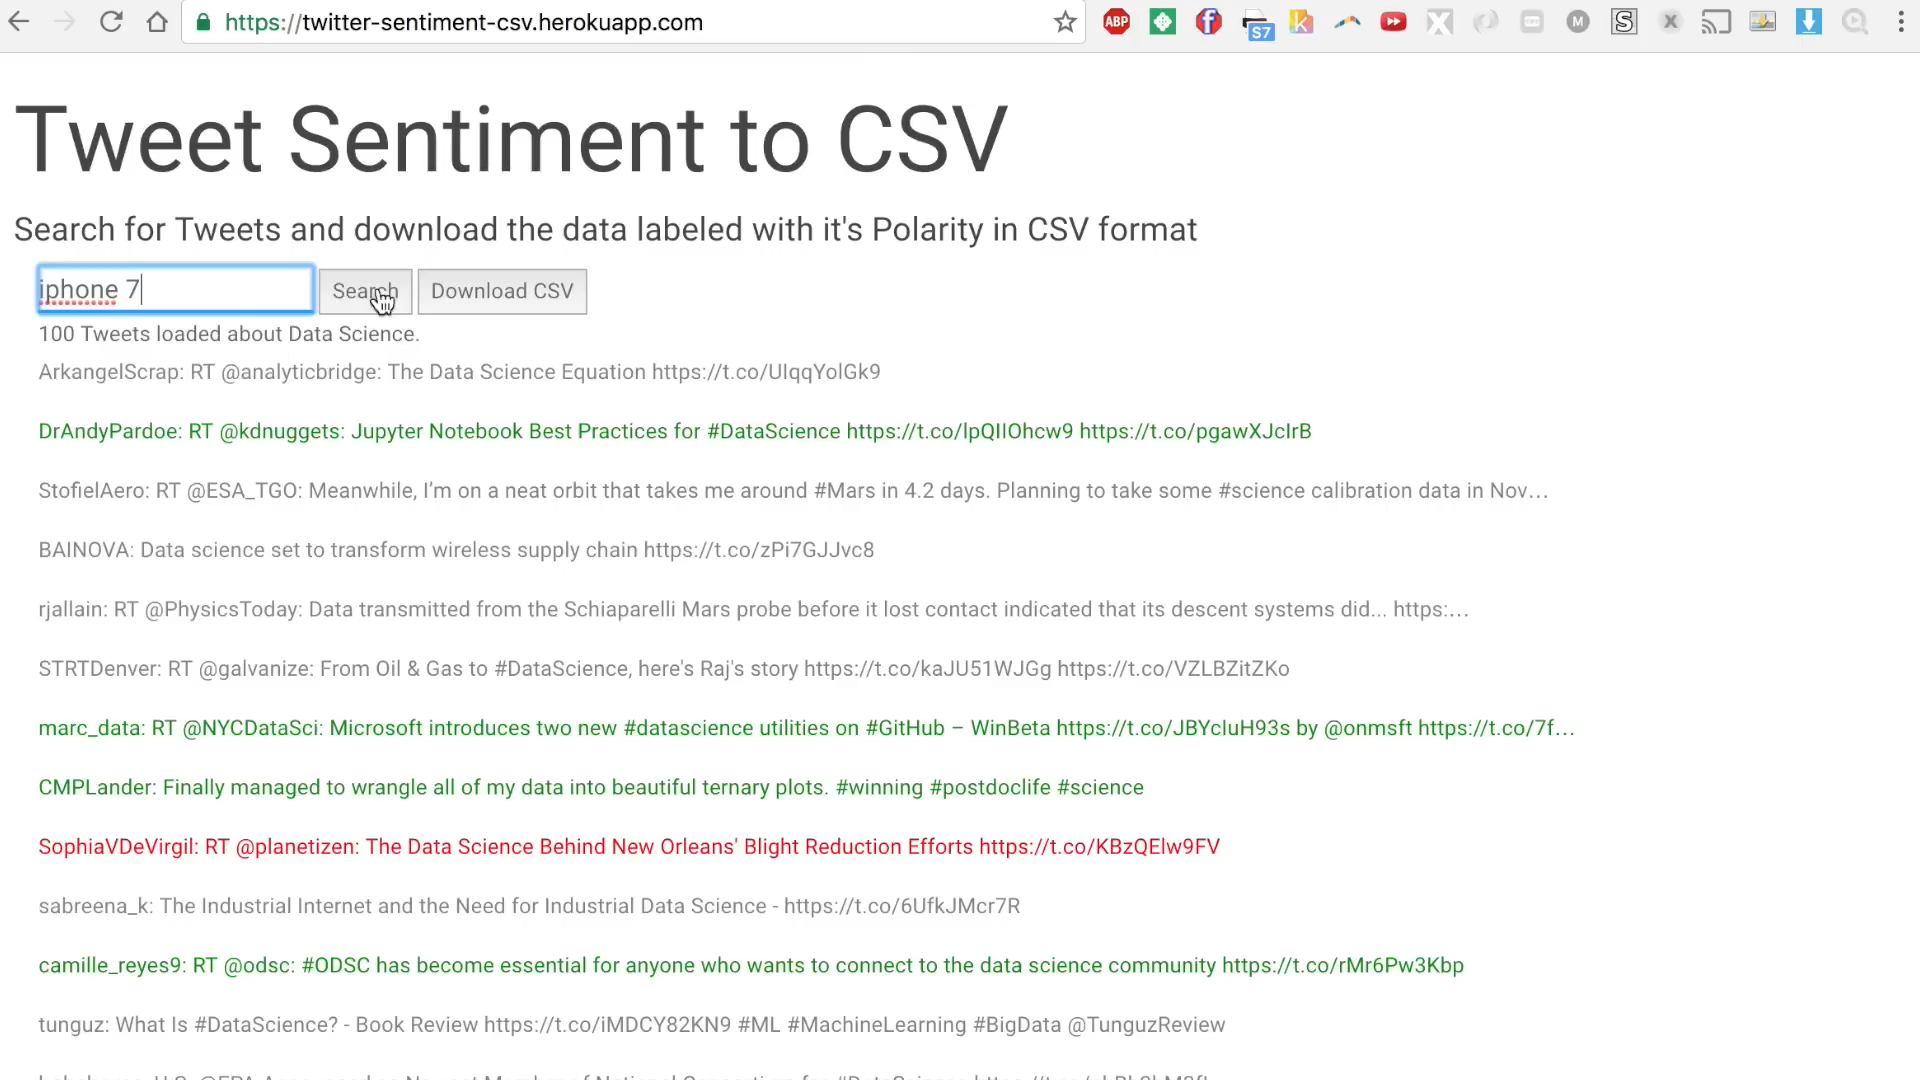 https://twitter-sentiment-csv.herokuapp.com
ABP
S7
M
S
X
Tweet Sentiment to CSV
Search for Tweets and download the data labeled with it's Polarity in CSV format
iphone 7
Search
Download CSV
100 Tweets loaded about Data Science.
ArkangelScrap: RT @analyticbridge: The Data Science Equation https://t.co/UIqqYolGk9
DrAndyPardoe: RT @kdnuggets: Jupyter Notebook Best Practices for #DataScience https://t.co/lpQIlOhcw9 https://t.co/pgawXJcIrB
StofielAero: RT @ESA_TGO: Meanwhile, I’m on a neat orbit that takes me around #Mars in 4.2 days. Planning to take some #science calibration data in Nov…
BAINOVA: Data science set to transform wireless supply chain https://t.co/zPi7GJJvc8
rjallain: RT @PhysicsToday: Data transmitted from the Schiaparelli Mars probe before it lost contact indicated that its descent systems did... https:…
STRTDenver: RT @galvanize: From Oil & Gas to #DataScience, here's Raj's story https://t.co/kaJU51WJGg https://t.co/VZLBZitZKo
marc_data: RT @NYCDataSci: Microsoft introduces two new #datascience utilities on #GitHub – WinBeta https://t.co/JBYcIuH93s by @onmsft https://t.co/7f…
CMPLander: Finally managed to wrangle all of my data into beautiful ternary plots. #winning #postdoclife #science
SophiaVDeVirgil: RT @planetizen: The Data Science Behind New Orleans' Blight Reduction Efforts https://t.co/KBzQElw9FV
sabreena_k: The Industrial Internet and the Need for Industrial Data Science - https://t.co/6UfkJMcr7R
camille_reyes9: RT @odsc: #ODSC has become essential for anyone who wants to connect to the data science community https://t.co/rMr6Pw3Kbp
tunguz: What Is #DataScience? - Book Review https://t.co/iMDCY82KN9 #ML #MachineLearning #BigData @TunguzReview